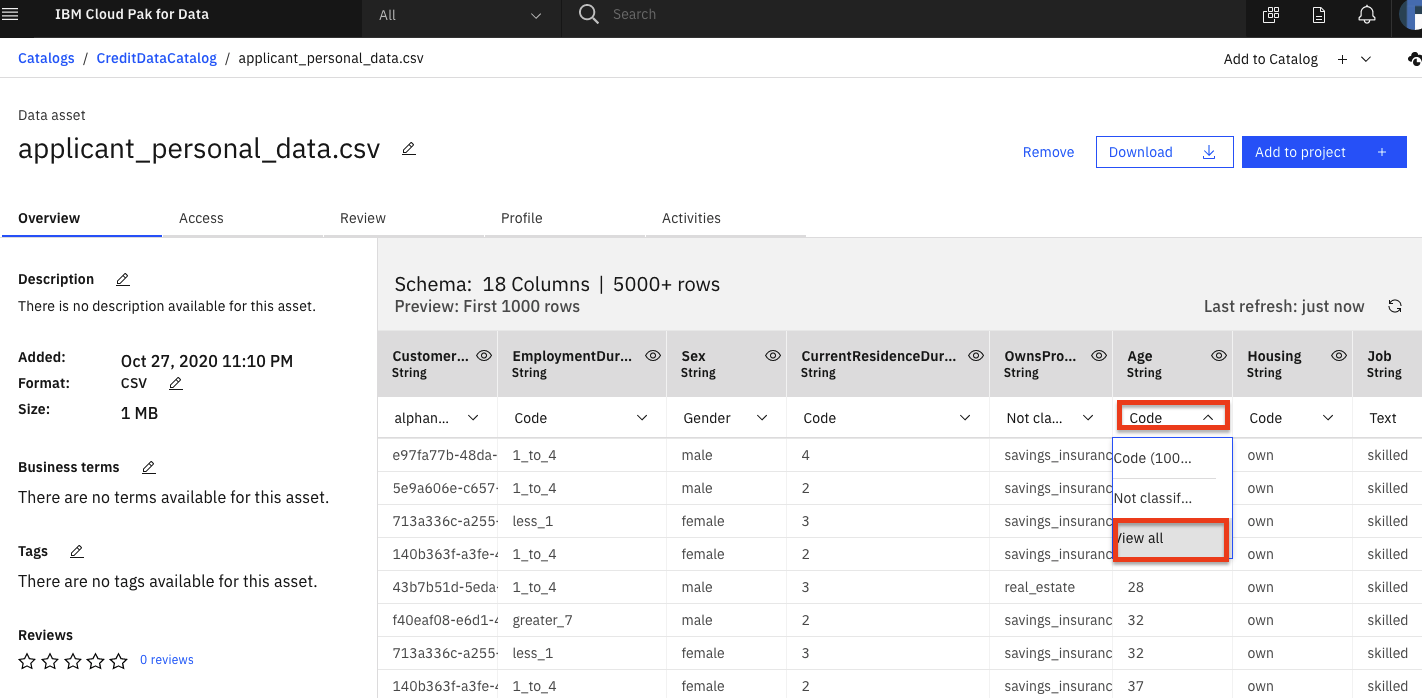 IBM Cloud Pak for Data All Search
Catalogs / CreditDataCatalog / applicant_personal_data.csv Add to Catalog +
Data asset
applicant_personal_data.csv
Remove Download Add to project +
Overview Access Review Profile Activities
Description
There is no description available for this asset.
Added: Oct 27, 2020 11:10 PM
Format: CSV
Size: 1 MB
Business terms
There are no terms available for this asset.
Tags
There are no tags available for this asset.
Reviews
0 reviews
Schema: 18 Columns | 5000+ rows
Preview: First 1000 rows Last refresh: just now
Customer... EmploymentDur... Sex CurrentResidenceDur... OwnsPro... Age Housing Job
String String String String String String String String
alphan... Code Gender Code Not cla... Code Code Text
e97fa77b-48da- 1_to_4 male 4 savings_insuranc Code (100... own skilled
5e9a606e-c657- 1_to_4 male 2 savings_insuranc Not classif... own skilled
713a336c-a255- less_1 female 3 savings_insuranc View all own skilled
140b363f-a3fe-4 1_to_4 female 2 savings_insuranc own skilled
43b7b51d-5eda- 1_to_4 male 3 real_estate 28 own skilled
f40eaf08-e6d1-4 greater_7 male 2 savings_insuranc 32 own skilled
713a336c-a255- less_1 female 3 savings_insuranc 32 own skilled
140b363f-a3fe-4 1_to_4 female 2 savings_insuranc 37 own skilled